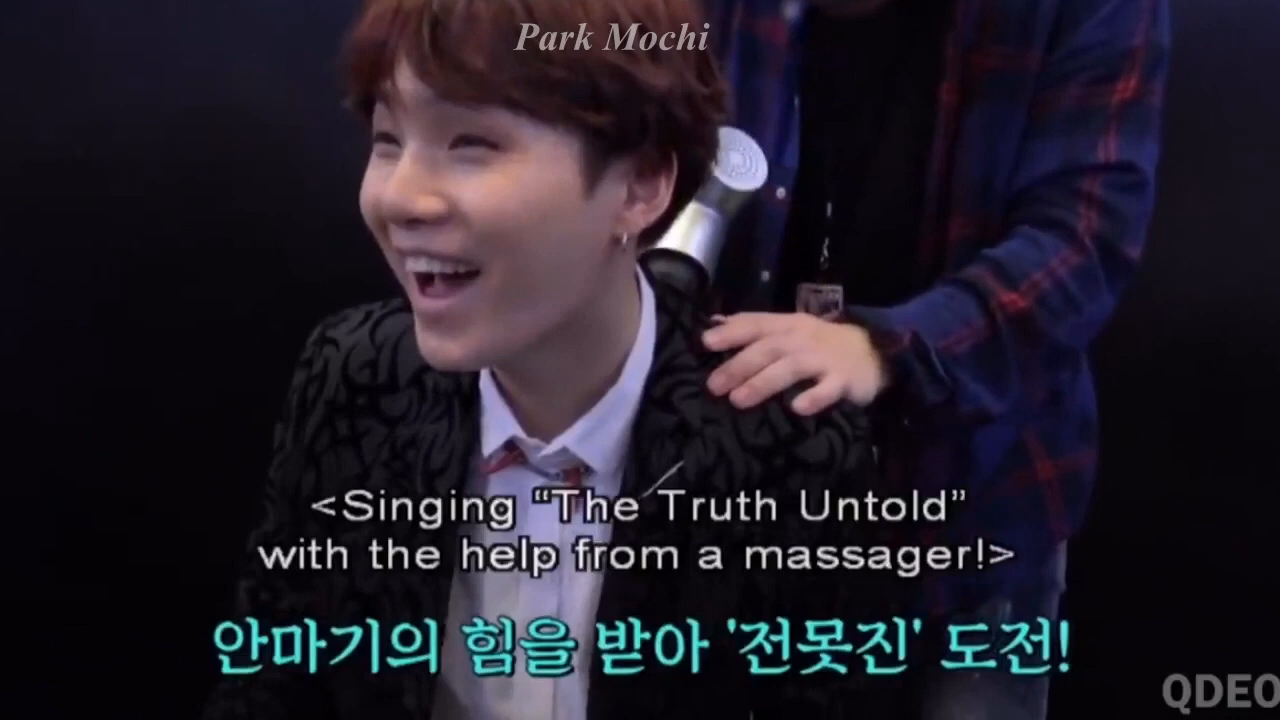 Park Mochi
<Singing “The Truth Untold”
with the help from a massager!>
안마기의 힘을 받아 '전못진' 도전!
QDEO